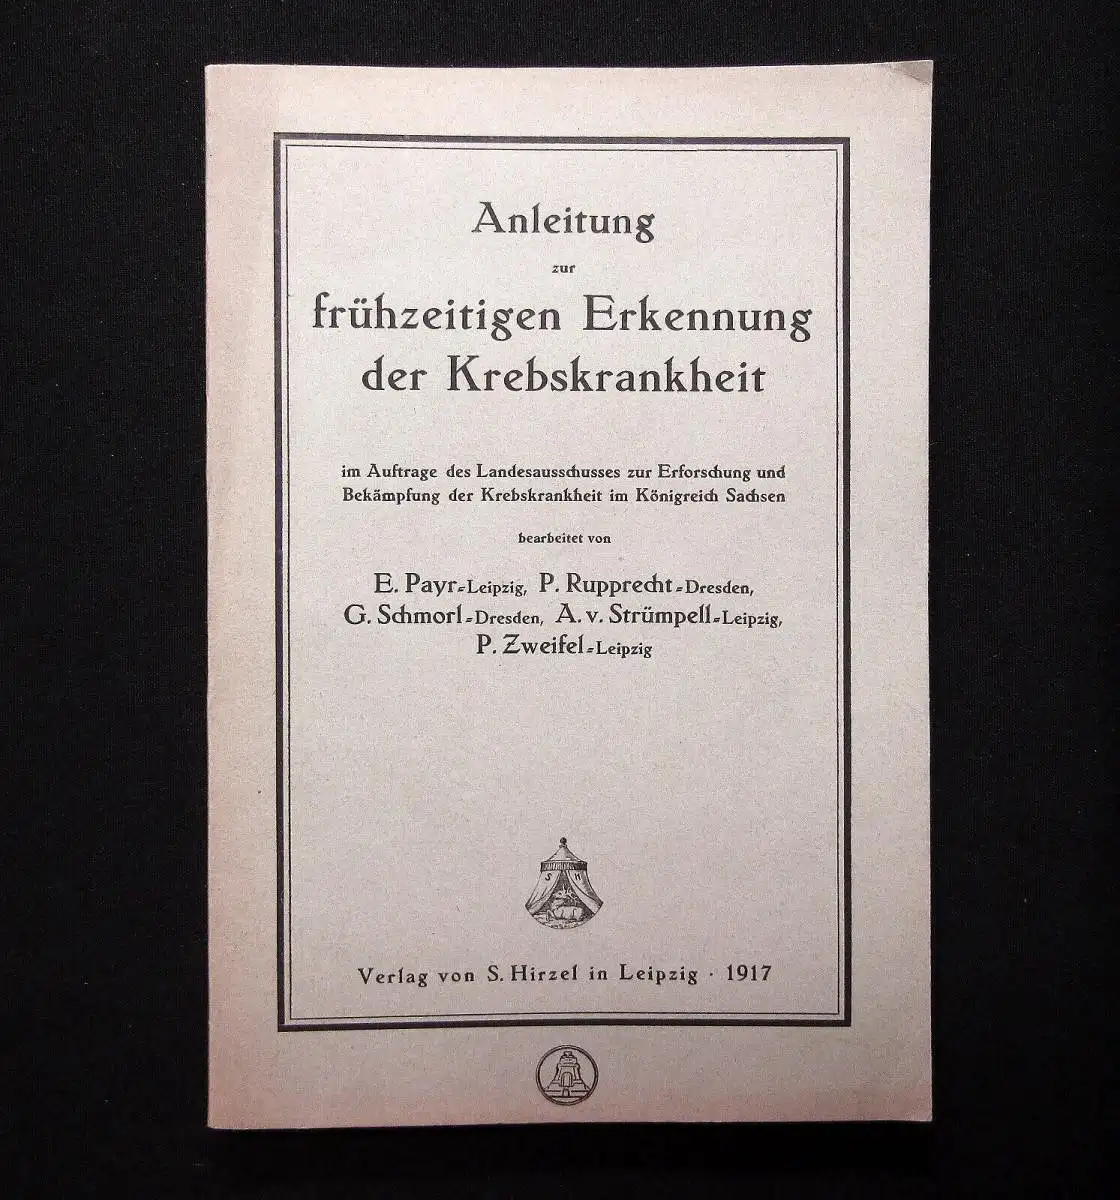 Anleitung
zur
frühzeitigen Erkennung
der Krebskrankheit
im Auftrage des Landesausschusses zur Erforschung und
Bekämpfung der Krebskrankheit im Königreich Sachsen
bearbeitet von
E. Payr-Leipzig, P. Rupprecht-Dresden,
G. Schmorl-Dresden, A. v. Strümpell-Leipzig,
P. Zweifel-Leipzig
S H
Verlag von S. Hirzel in Leipzig · 1917